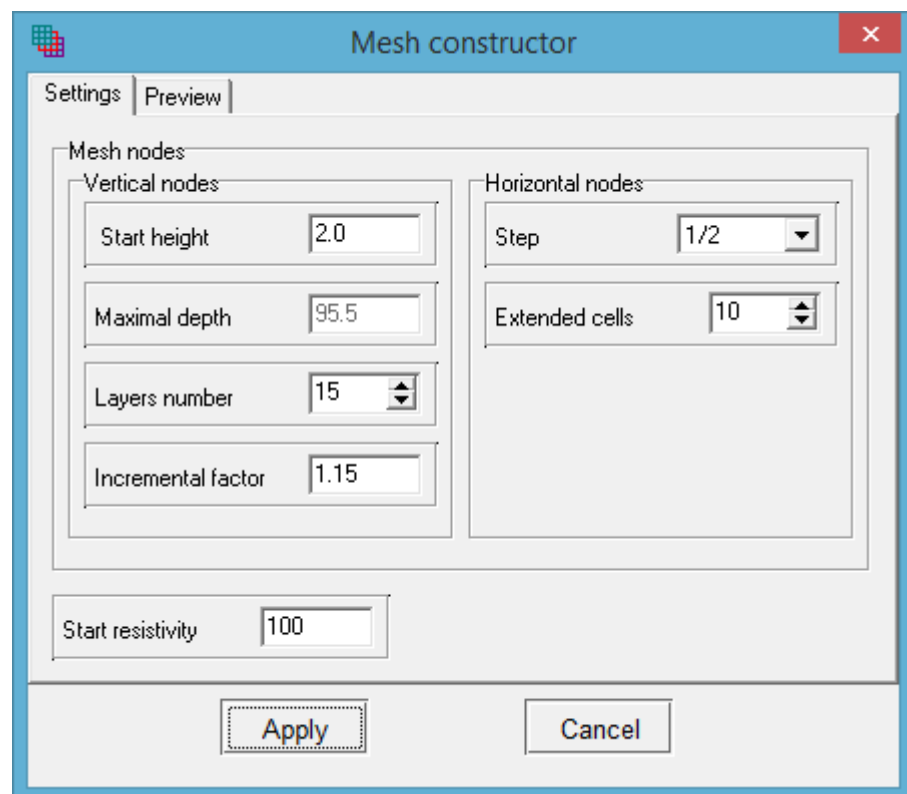 Mesh constructor
Settings Preview
Mesh nodes
Vertical nodes
Start height 2.0
Maximal depth 95.5
Layers number 15
Incremental factor 1.15
Horizontal nodes
Step 1/2
Extended cells 10
Start resistivity 100
Apply Cancel